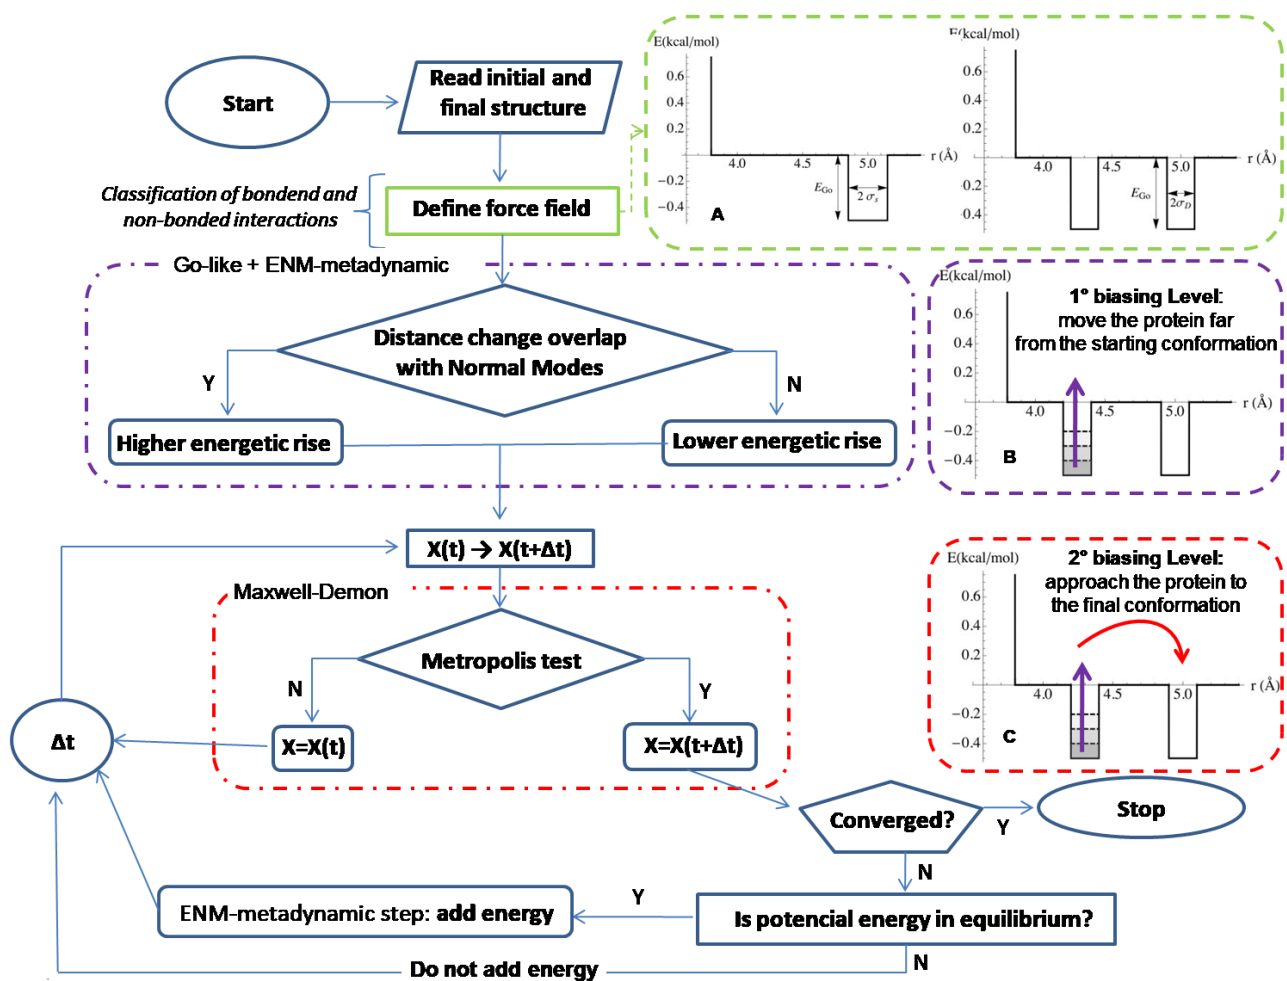 Start
Read initial and
final structure
Classification of bondend and
non-bonded interactions
Define force field
E(kcal/mol)
0.6
0.4
0.2
4.0
4.5
5.0
r (Å)
-0.2
-0.4
E_Go
2 σ_s
A
E(kcal/mol)
0.6
0.4
0.2
4.0
4.5
5.0
r (Å)
-0.2
-0.4
E_Go
2σ_D
Go-like + ENM-metadynamic
Distance change overlap
with Normal Modes
Y
N
Higher energetic rise
Lower energetic rise
E(kcal/mol)
0.6
0.4
0.2
4.0
4.5
5.0
r (Å)
-0.2
-0.4
B
1° biasing Level:
move the protein far
from the starting conformation
X(t) → X(t+Δt)
Maxwell-Demon
Metropolis test
N
Y
X=X(t)
X=X(t+Δt)
Δt
E(kcal/mol)
0.6
0.4
0.2
4.0
4.5
5.0
r (Å)
-0.2
-0.4
C
2° biasing Level:
approach the protein to
the final conformation
Converged?
Y
Stop
N
Is potencial energy in equilibrium?
Y
ENM-metadynamic step: add energy
N
Do not add energy